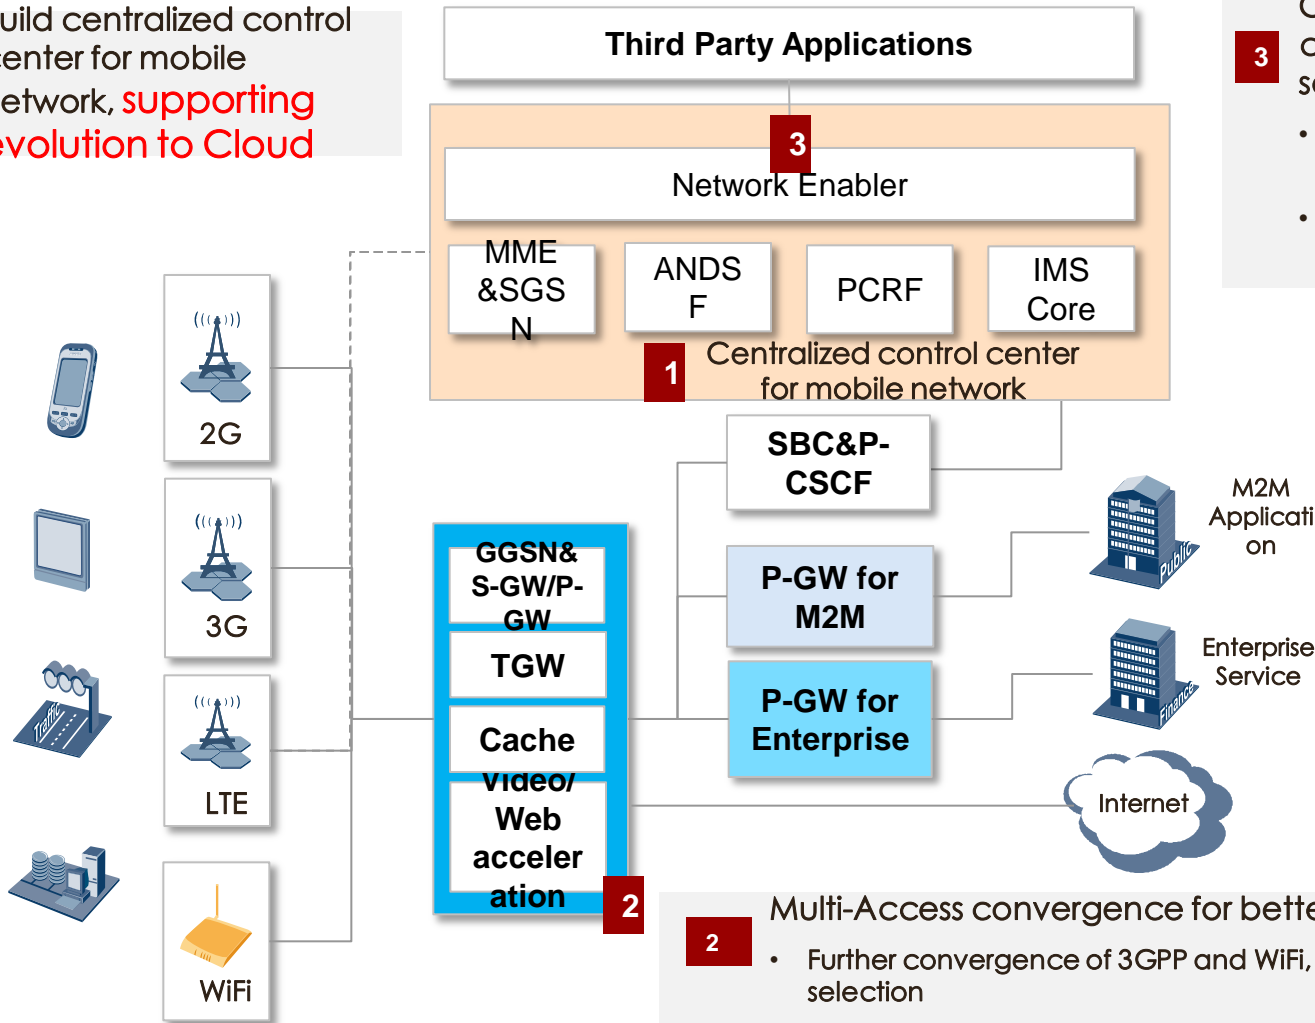 uild centralized control
enter for mobile
etwork, supporting
evolution to Cloud
Third Party Applications
3
3
Network Enabler
MME
&SGS
N
ANDS
F
PCRF
IMS
Core
1
Centralized control center
for mobile network
2G
3G
LTE
WiFi
Traffic
GGSN&
S-GW/P-
GW
TGW
Cache
Video/
Web
acceler
ation
2
SBC&P-
CSCF
P-GW for
M2M
P-GW for
Enterprise
Public
M2M
Applicati
on
Finance
Enterprise
Service
Internet
2
Multi-Access convergence for bette
• Further convergence of 3GPP and WiFi,
selection